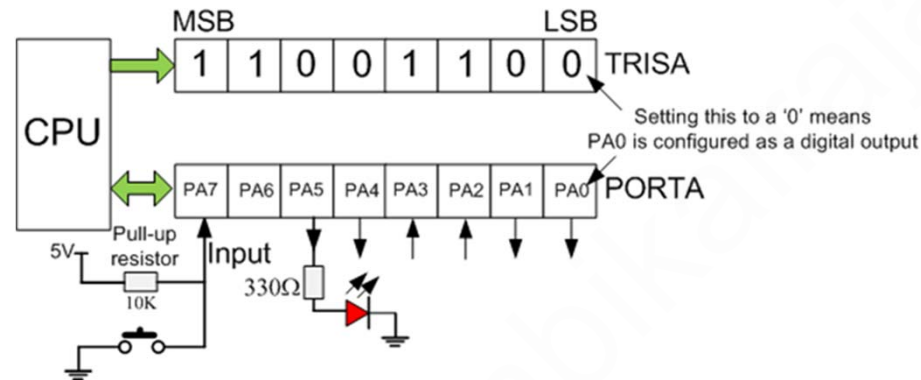 MSB LSB
1 1 0 0 1 1 0 0 TRISA
CPU
Setting this to a '0' means
PA0 is configured as a digital output
PA7 PA6 PA5 PA4 PA3 PA2 PA1 PA0 PORTA
5V
Pull-up
resistor
Input
10K
330Ω